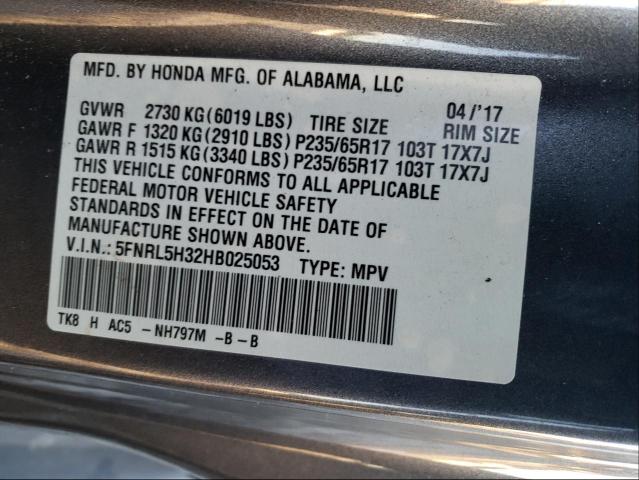 MFD. BY HONDA MFG. OF ALABAMA, LLC
04/'17
GVWR 2730 KG(6019 LBS) TIRE SIZE RIM SIZE
GAWR F 1320 KG(2910 LBS)P235/65R17 103T 17X7J
GAWR R 1515 KG(3340 LBS)P235/65R17 103T 17X7J
THIS VEHICLE CONFORMS TO ALL APPLICABLE
FEDERAL MOTOR VEHICLE SAFETY
STANDARDS IN EFFECT ON THE DATE OF
MANUFACTURE SHOWN ABOVE.
V.I.N.: 5FNRL5H32HB025053 TYPE: MPV
TK8 H AC5 -NH797M -B-B